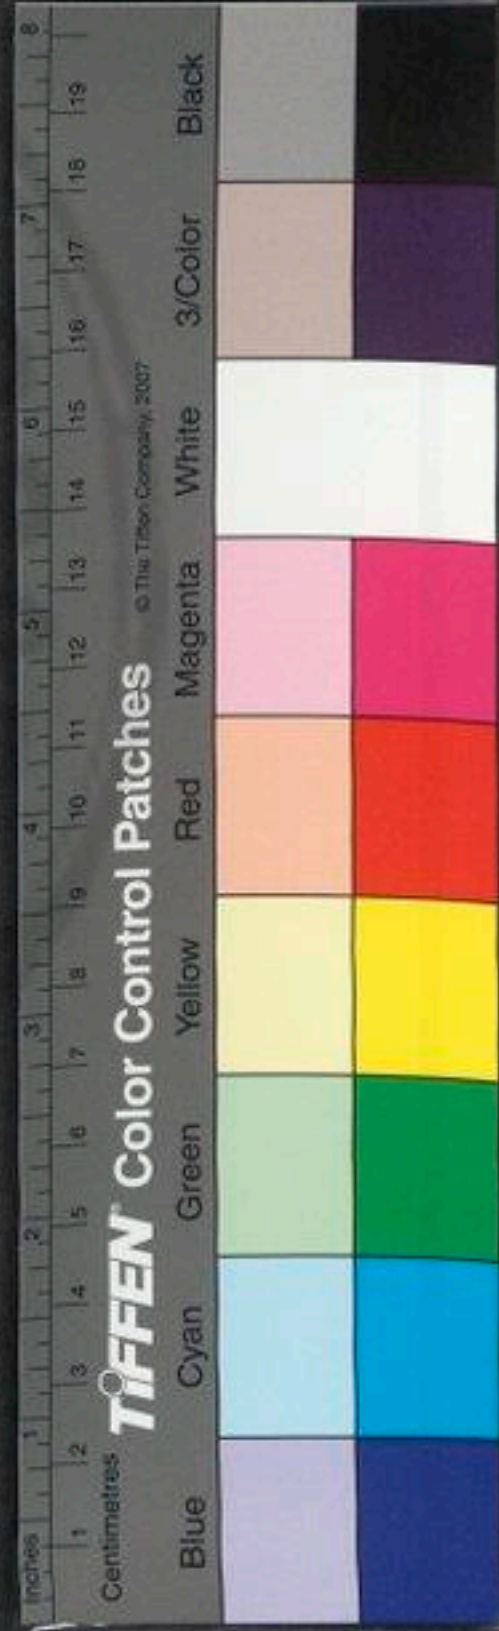 Inches 1 2 3 4 5 6 7 8
Centimetres 1 2 3 4 5 6 7 8 9 10 11 12 13 14 15 16 17 18 19
TIFFEN® Color Control Patches © The Tiffen Company, 2007
Blue Cyan Green Yellow Red Magenta White 3/Color Black